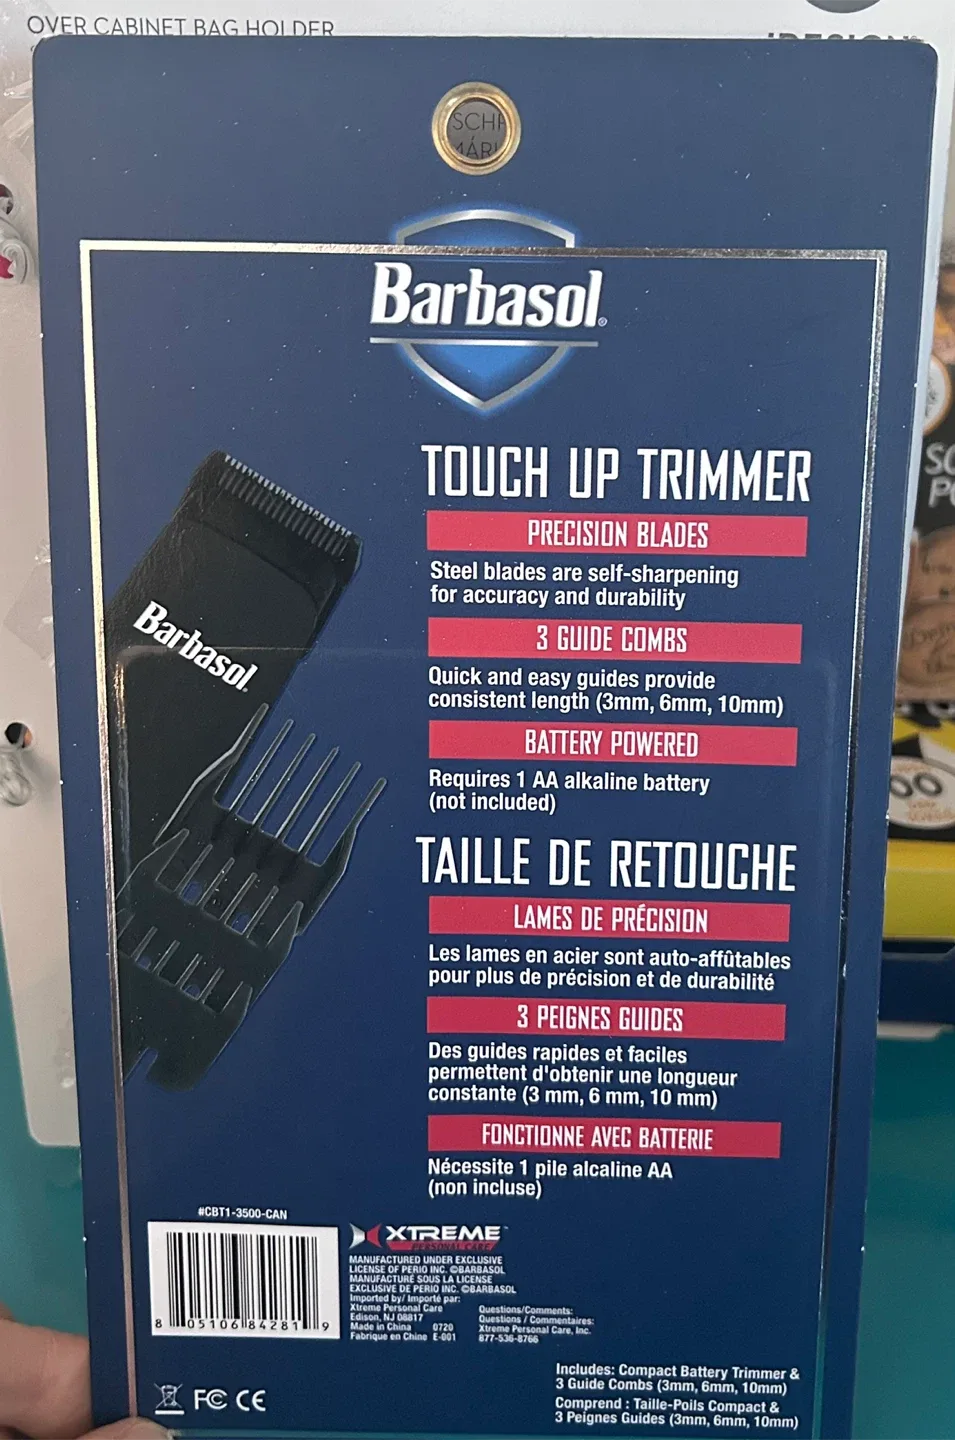 OVER CABINET BAG HOLDER
SCH
MÁR
Barbasol
TOUCH UP TRIMMER
PRECISION BLADES
Steel blades are self-sharpening
for accuracy and durability
3 GUIDE COMBS
Quick and easy guides provide
consistent length (3mm, 6mm, 10mm)
BATTERY POWERED
Requires 1 AA alkaline battery
(not included)
Barbasol
TAILLE DE RETOUCHE
LAMES DE PRÉCISION
Les lames en acier sont auto-affûtables
pour plus de précision et de durabilité
3 PEIGNES GUIDES
Des guides rapides et faciles
permettent d'obtenir une longueur
constante (3 mm, 6 mm, 10 mm)
FONCTIONNE AVEC BATTERIE
Nécessite 1 pile alcaline AA
(non incluse)
#CBT1-3500-CAN
8 05106 84281 9
XTREME™
PERSONAL CARE
MANUFACTURED UNDER EXCLUSIVE
LICENSE OF PERIO INC. ©BARBASOL
MANUFACTURÉ SOUS LA LICENSE
EXCLUSIVE DE PERIO INC. ©BARBASOL
Imported by/ Importé par:
Xtreme Personal Care
Edison, NJ 08817
Made in China 0720
Fabriqué en Chine E-001
Questions/Comments:
Questions / Commentaires:
Xtreme Personal Care, Inc.
877-536-8766
FC CE
Includes: Compact Battery Trimmer &
3 Guide Combs (3mm, 6mm, 10mm)
Comprend : Taille-Poils Compact &
3 Peignes Guides (3mm, 6mm, 10mm)